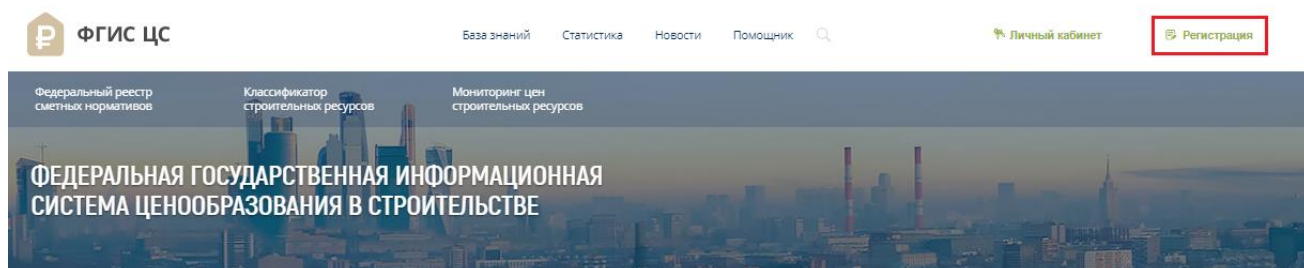 ФГИС ЦС
База знаний Статистика Новости Помощник
Личный кабинет
Регистрация
Федеральный реестр
сметных нормативов
Классификатор
строительных ресурсов
Мониторинг цен
строительных ресурсов
ФЕДЕРАЛЬНАЯ ГОСУДАРСТВЕННАЯ ИНФОРМАЦИОННАЯ
СИСТЕМА ЦЕНООБРАЗОВАНИЯ В СТРОИТЕЛЬСТВЕ